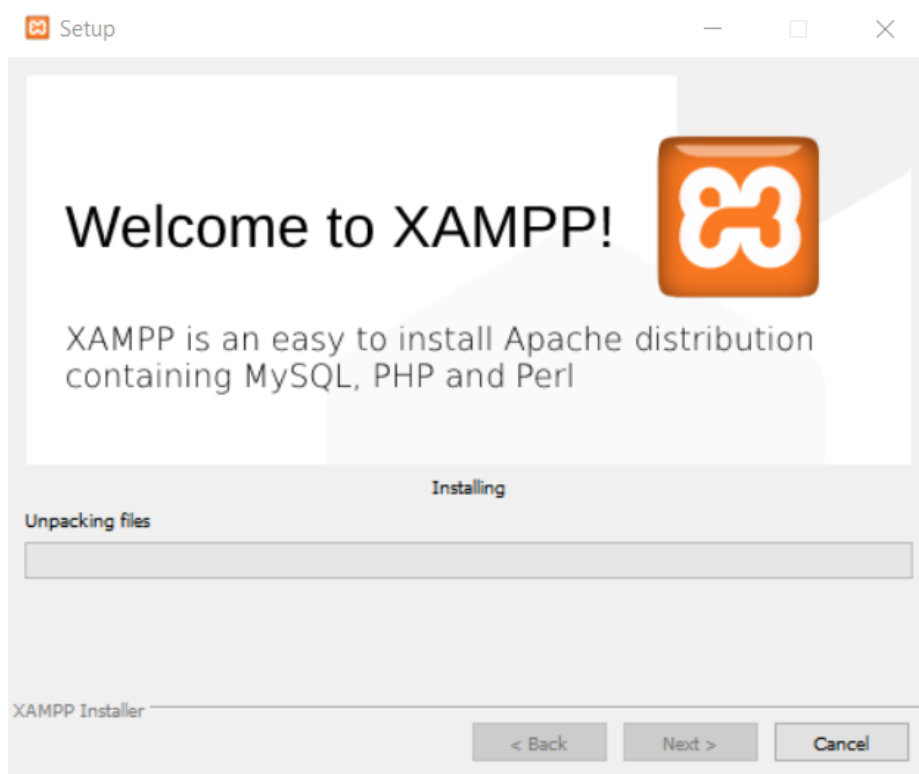 Setup
Welcome to XAMPP!
XAMPP is an easy to install Apache distribution
containing MySQL, PHP and Perl
Installing
Unpacking files
XAMPP Installer
< Back
Next >
Cancel